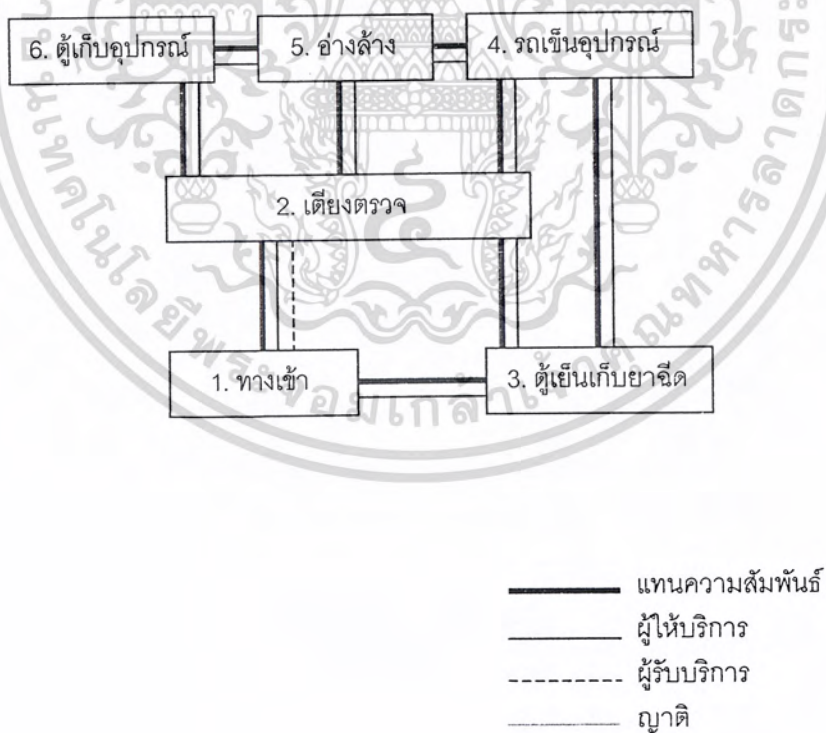 6. ตู้เก็บอุปกรณ์
5. อ่างล้าง
4. รถเข็นอุปกรณ์
2. เตียงตรวจ
1. ทางเข้า
3. ตู้เย็นเก็บยาฉีด
แทนความสัมพันธ์
ผู้ให้บริการ
ผู้รับบริการ
ญาติ